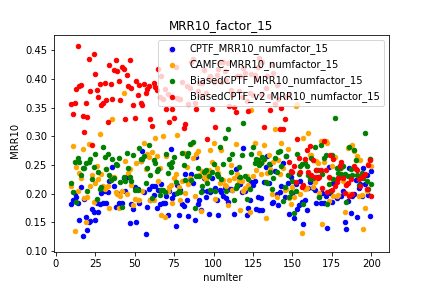 MRR10_factor_15
CPTF_MRR10_numfactor_15
CAMFC_MRR10_numfactor_15
BiasedCPTF_MRR10_numfactor_15
BiasedCPTF_v2_MRR10_numfactor_15
MRR10
0.45
0.40
0.35
0.30
0.25
0.20
0.15
0.10
0 25 50 75 100 125 150 175 200
numIter